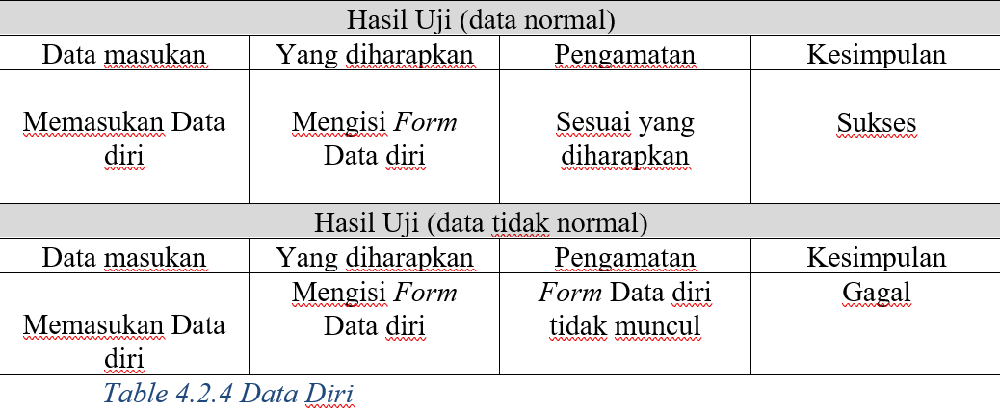 Hasil Uji (data normal)
Data masukan Yang diharapkan Pengamatan Kesimpulan
Memasukan Data Mengisi Form Sesuai yang Sukses
diri Data diri diharapkan
Hasil Uji (data tidak normal)
Data masukan Yang diharapkan Pengamatan Kesimpulan
Mengisi Form Form Data diri Gagal
Memasukan Data Data diri tidak muncul
diri
Table 4.2.4 Data Diri